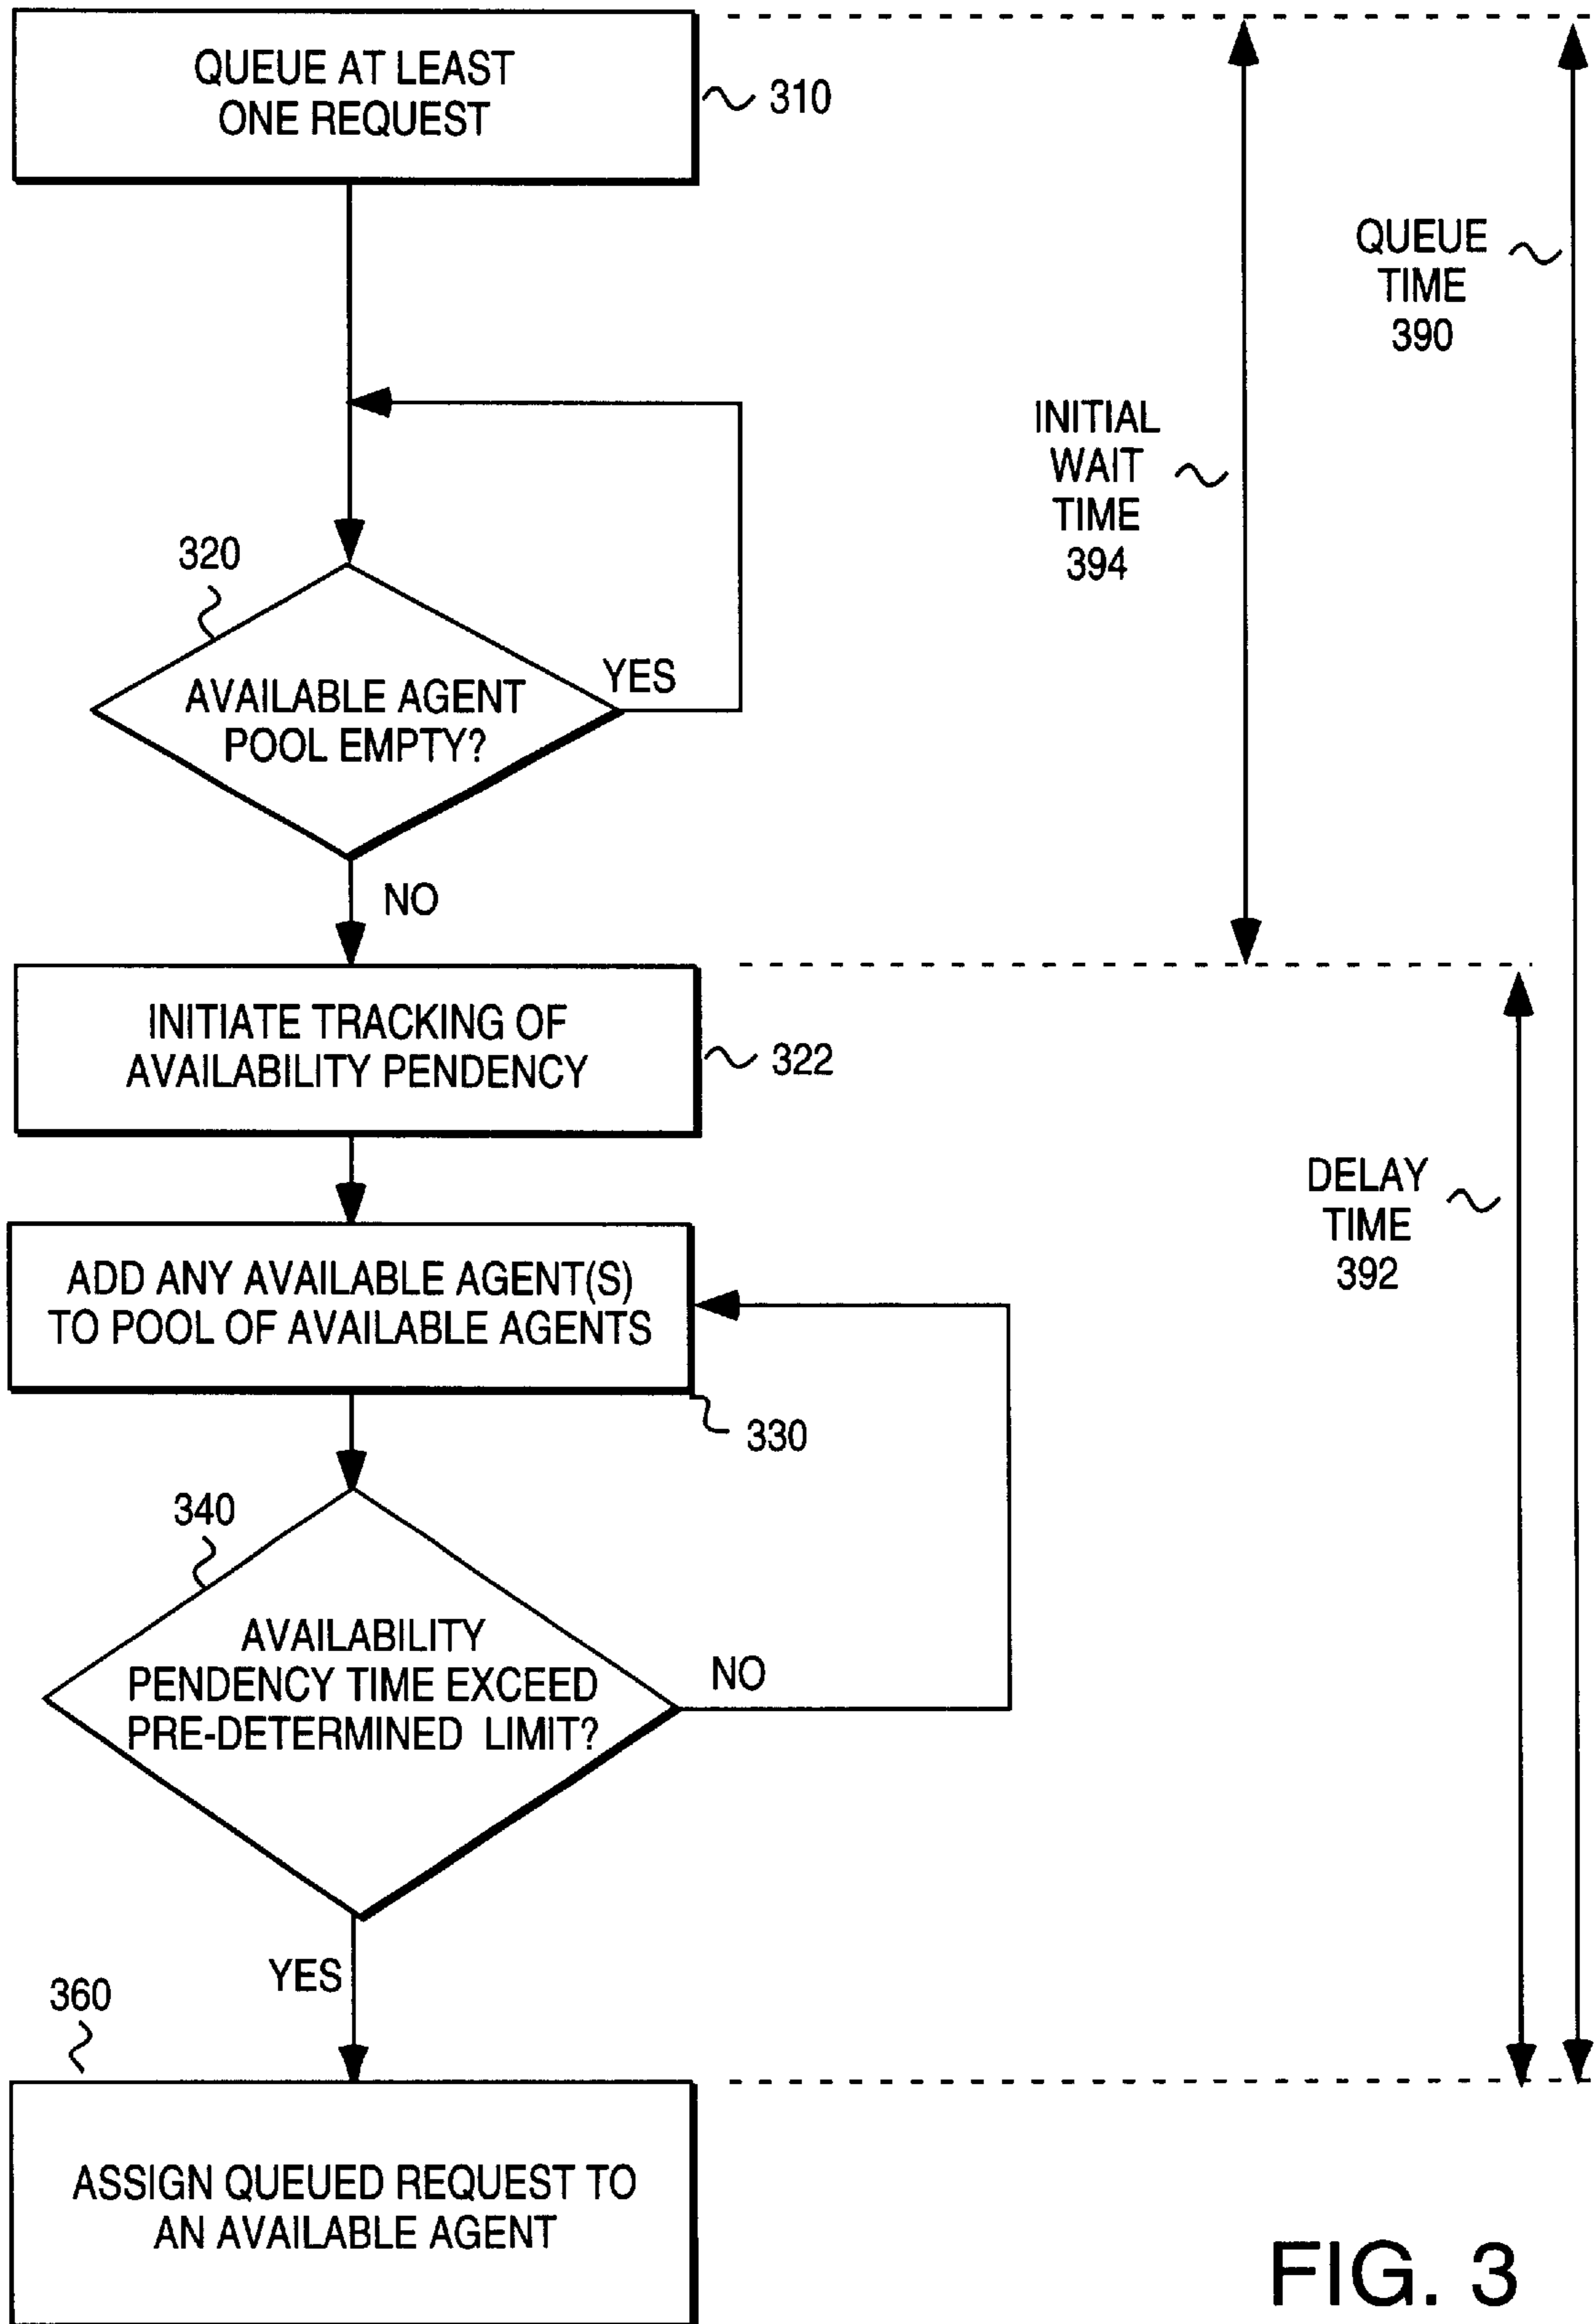 QUEUE AT LEAST
ONE REQUEST
310
QUEUE
TIME
390
INITIAL
WAIT
TIME
394
320
AVAILABLE AGENT
POOL EMPTY?
YES
NO
INITIATE TRACKING OF
AVAILABILITY PENDENCY
322
DELAY
TIME
392
ADD ANY AVAILABLE AGENT(S)
TO POOL OF AVAILABLE AGENTS
330
340
AVAILABILITY
PENDENCY TIME EXCEED
PRE-DETERMINED LIMIT?
NO
YES
360
ASSIGN QUEUED REQUEST TO
AN AVAILABLE AGENT
FIG. 3